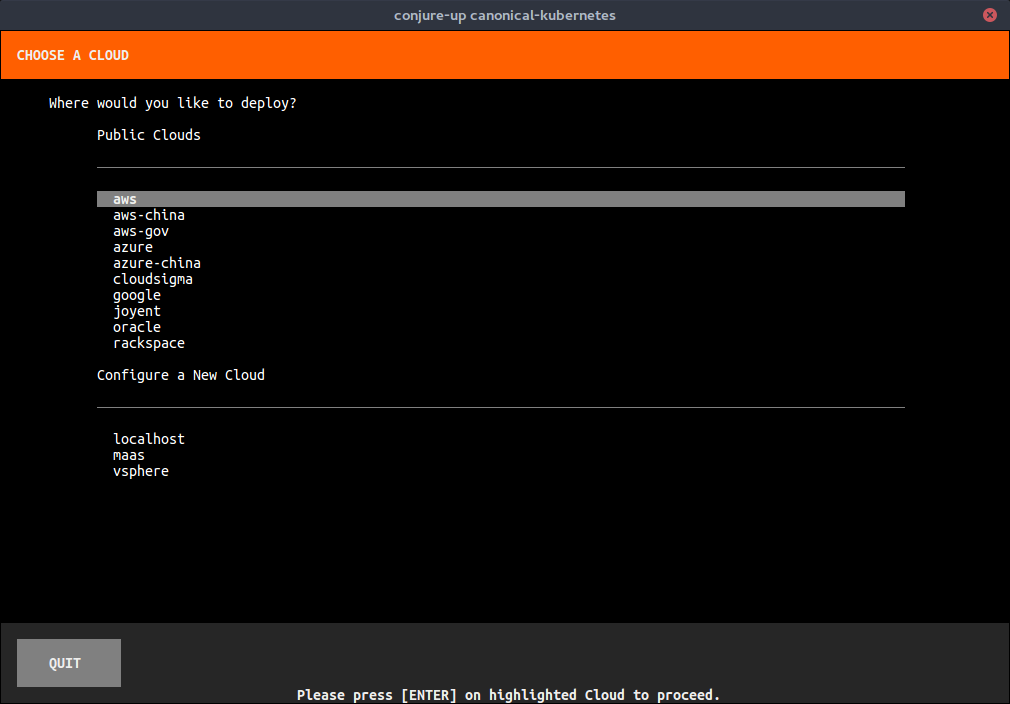 conjure-up canonical-kubernetes
CHOOSE A CLOUD
Where would you like to deploy?
Public Clouds
aws
aws-china
aws-gov
azure
azure-china
cloudsigma
google
joyent
oracle
rackspace
Configure a New Cloud
localhost
maas
vsphere
QUIT
Please press [ENTER] on highlighted Cloud to proceed.